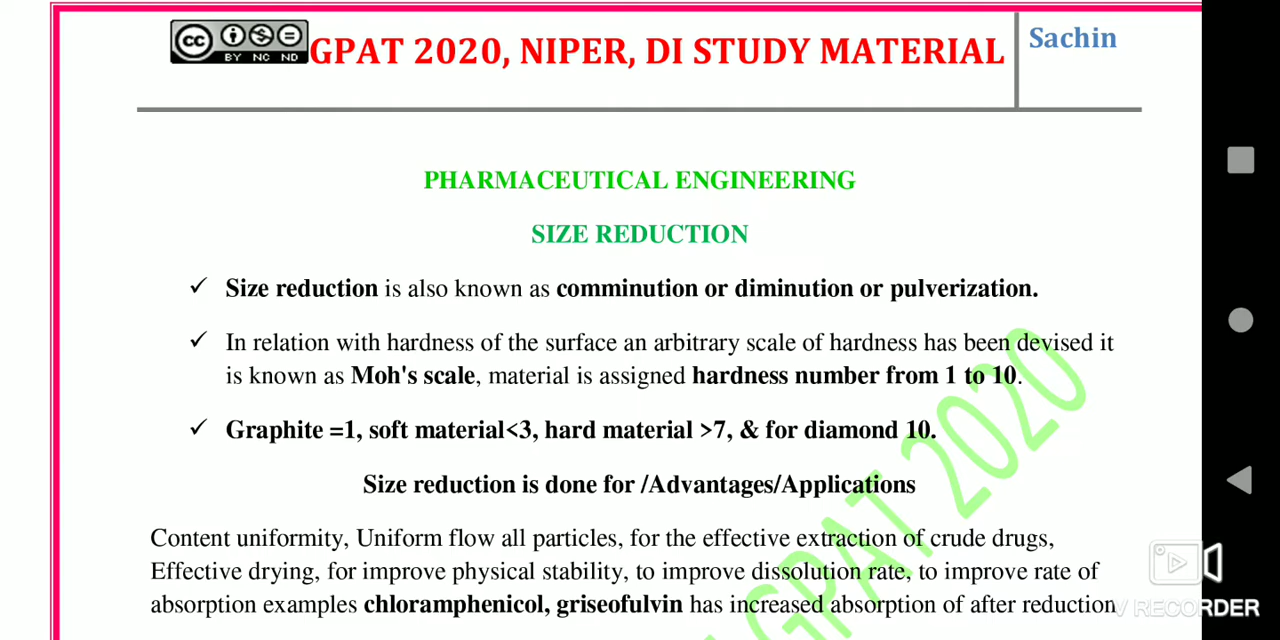 cc BY NC ND GPAT 2020, NIPER, DI STUDY MATERIAL
Sachin
PHARMACEUTICAL ENGINEERING
SIZE REDUCTION
✓ Size reduction is also known as comminution or diminution or pulverization.
✓ In relation with hardness of the surface an arbitrary scale of hardness has been devised it
is known as Moh's scale, material is assigned hardness number from 1 to 10.
✓ Graphite =1, soft material<3, hard material >7, & for diamond 10.
Size reduction is done for /Advantages/Applications
Content uniformity, Uniform flow all particles, for the effective extraction of crude drugs,
Effective drying, for improve physical stability, to improve dissolution rate, to improve rate of
absorption examples chloramphenicol, griseofulvin has increased absorption of after reduction
GPAT 2020
V RECORDER